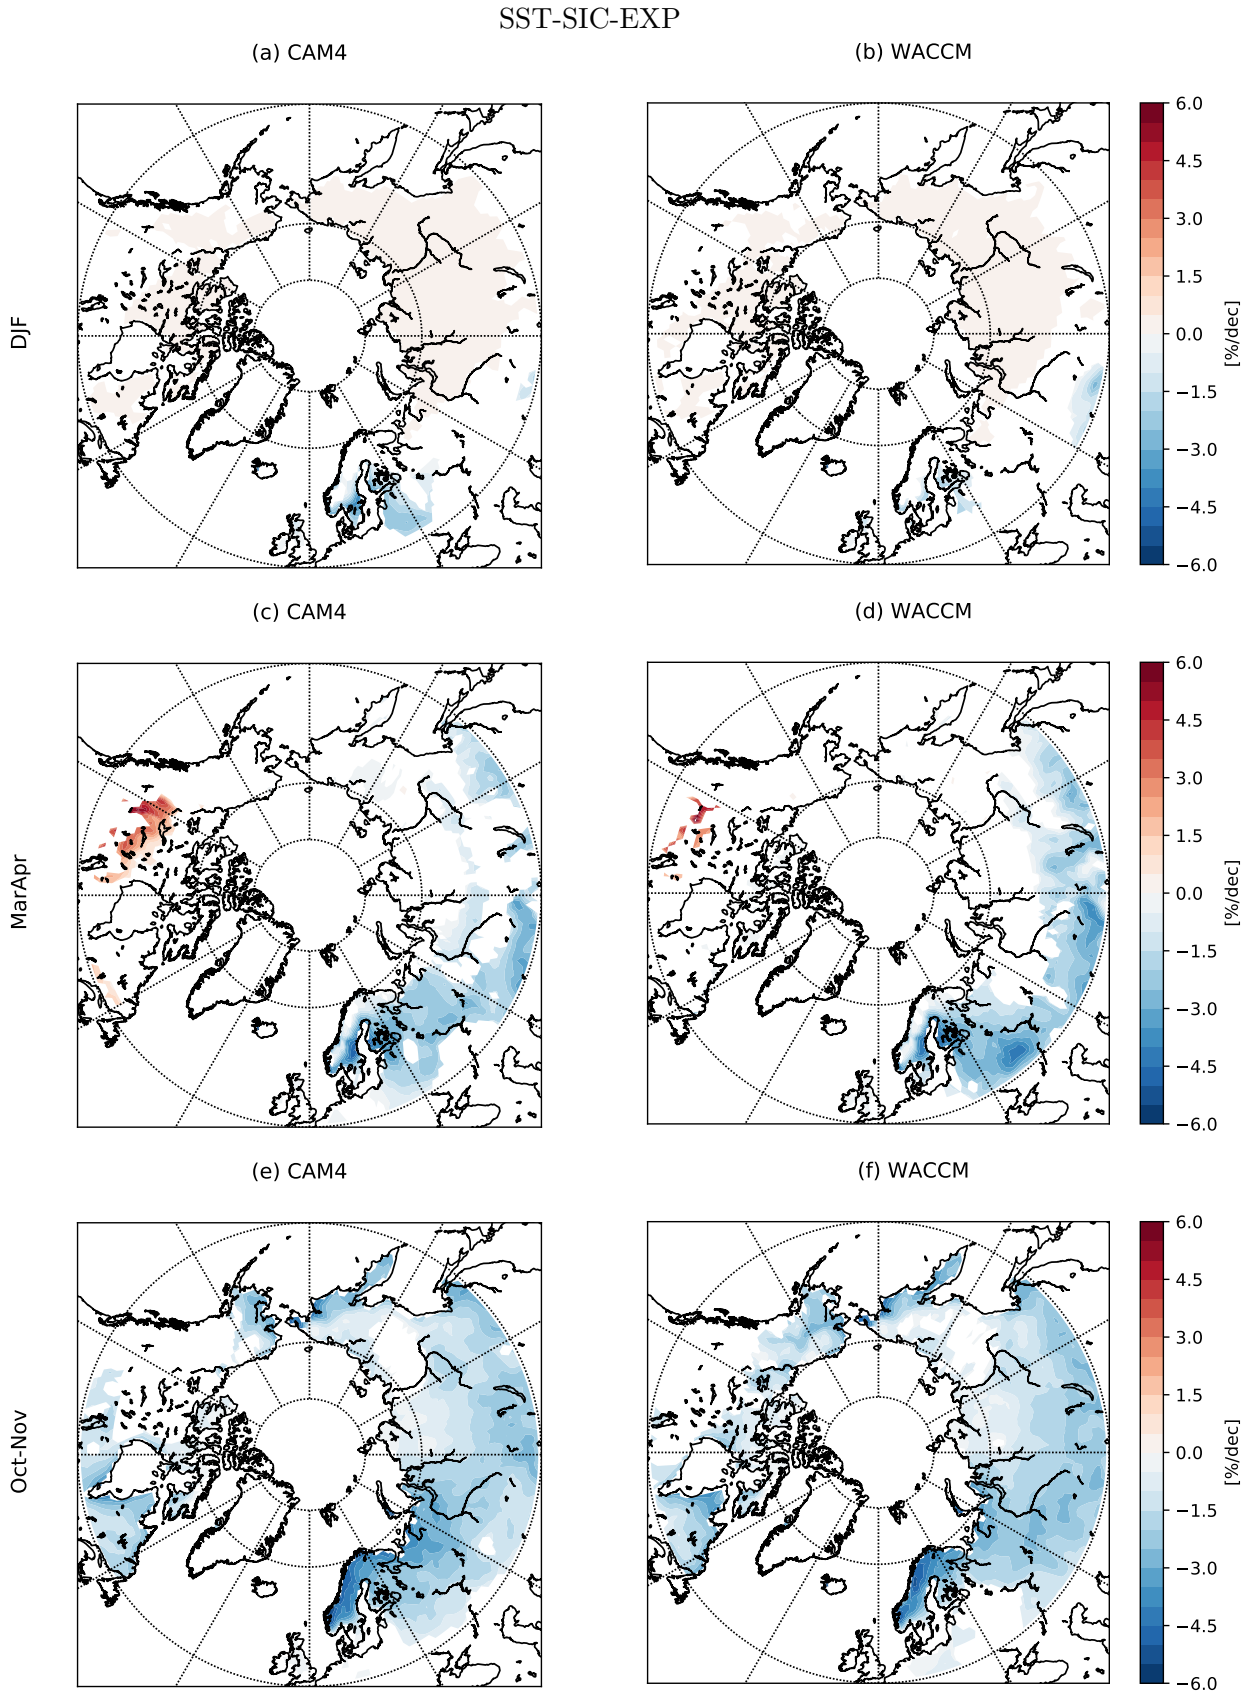 SST-SIC-EXP
(a) CAM4
(b) WACCM
DJF
6.0
4.5
3.0
1.5
0.0
−1.5
−3.0
−4.5
−6.0
[%/dec]
(c) CAM4
(d) WACCM
MarApr
6.0
4.5
3.0
1.5
0.0
−1.5
−3.0
−4.5
−6.0
[%/dec]
(e) CAM4
(f) WACCM
Oct-Nov
6.0
4.5
3.0
1.5
0.0
−1.5
−3.0
−4.5
−6.0
[%/dec]